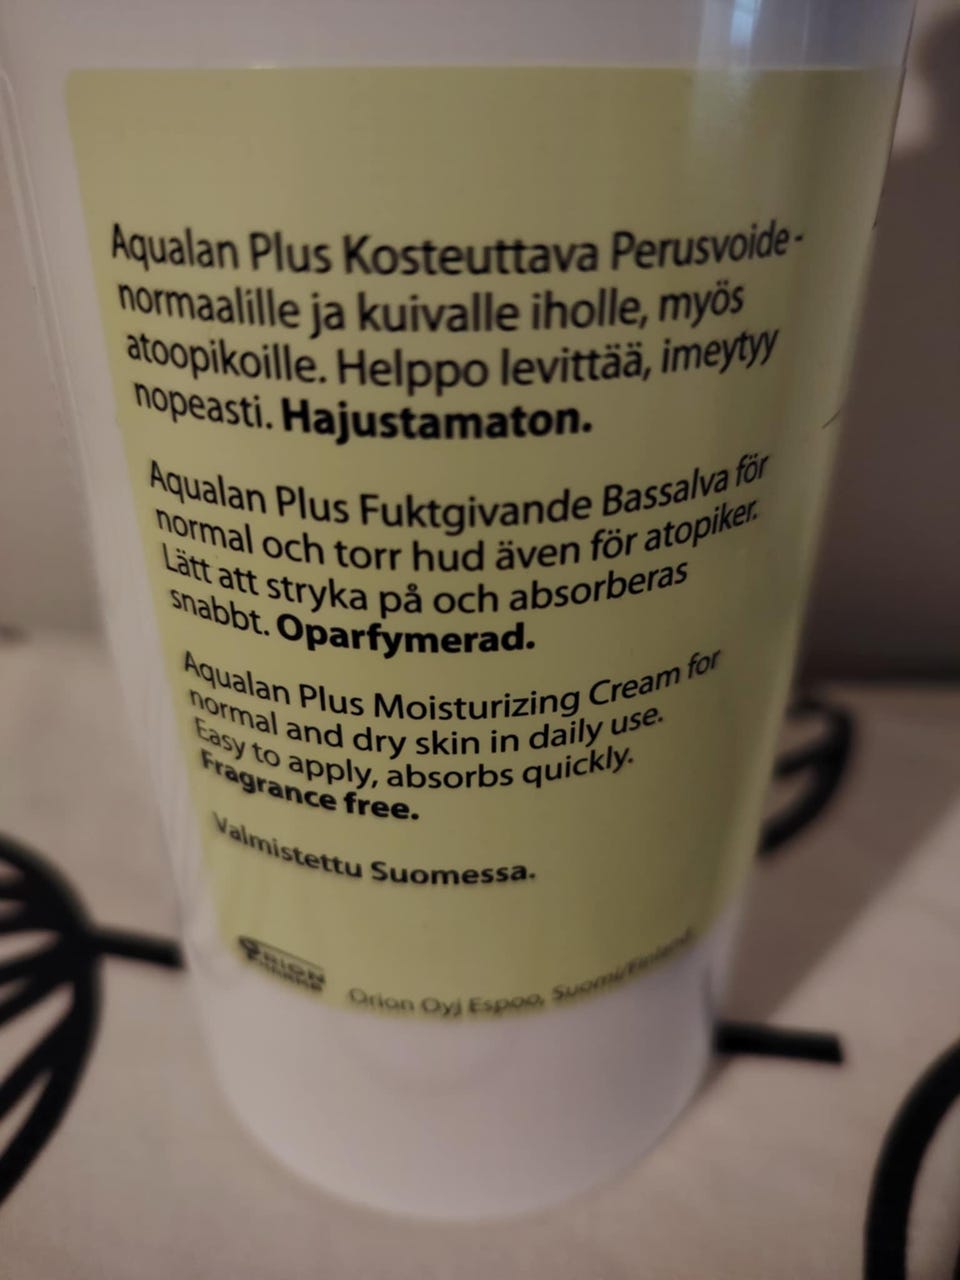 Aqualan Plus Kosteuttava Perusvoide -
normaalille ja kuivalle iholle, myös
atoopikoille. Helppo levittää, imeytyy
nopeasti. Hajustamaton.
Aqualan Plus Fuktgivande Bassalva för
normal och torr hud även för atopiker.
Lätt att stryka på och absorberas
snabbt. Oparfymerad.
Aqualan Plus Moisturizing Cream for
normal and dry skin in daily use.
Easy to apply, absorbs quickly.
Fragrance free.
Valmistettu Suomessa.
ORION
PHARMA
Orion Oyj Espoo, Suomi/Finland